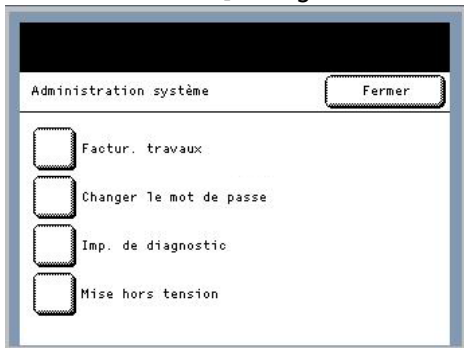 Administration système
Fermer
Factur. travaux
Changer le mot de passe
Imp. de diagnostic
Mise hors tension